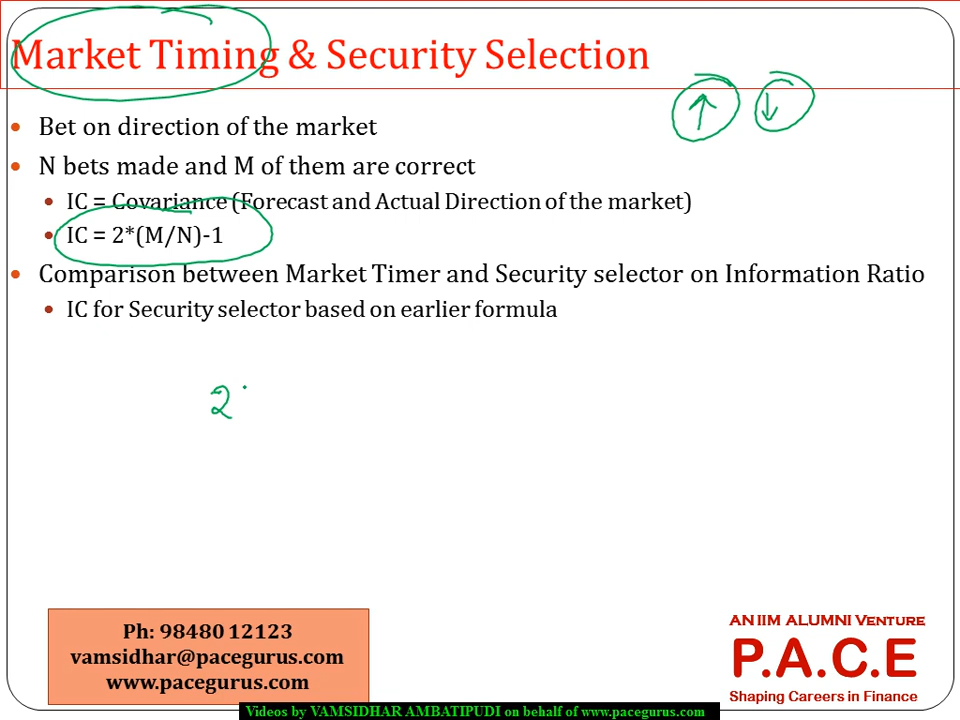 Market Timing & Security Selection
↑ ↓
• Bet on direction of the market
• N bets made and M of them are correct
• IC = Covariance (Forecast and Actual Direction of the market)
• IC = 2*(M/N)-1
• Comparison between Market Timer and Security selector on Information Ratio
• IC for Security selector based on earlier formula
2
Ph: 98480 12123
vamsidhar@pacegurus.com
www.pacegurus.com
AN IIM ALUMNI VENTURE
P.A.C.E
Shaping Careers in Finance
Videos by VAMSIDHAR AMBATIPUDI on behalf of www.pacegurus.com